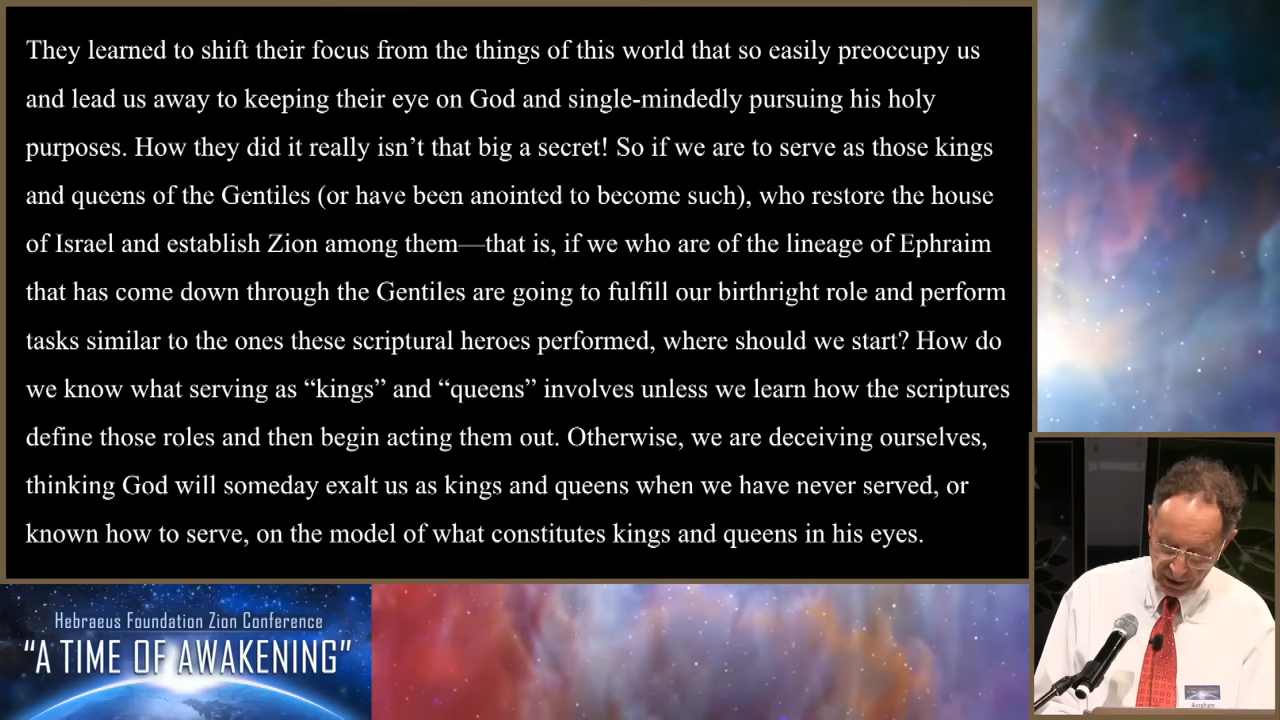 They learned to shift their focus from the things of this world that so easily preoccupy us
and lead us away to keeping their eye on God and single-mindedly pursuing his holy
purposes. How they did it really isn’t that big a secret! So if we are to serve as those kings
and queens of the Gentiles (or have been anointed to become such), who restore the house
of Israel and establish Zion among them—that is, if we who are of the lineage of Ephraim
that has come down through the Gentiles are going to fulfill our birthright role and perform
tasks similar to the ones these scriptural heroes performed, where should we start? How do
we know what serving as “kings” and “queens” involves unless we learn how the scriptures
define those roles and then begin acting them out. Otherwise, we are deceiving ourselves,
thinking God will someday exalt us as kings and queens when we have never served, or
known how to serve, on the model of what constitutes kings and queens in his eyes.
Hebraeus Foundation Zion Conference
“A TIME OF AWAKENING”
Avraham